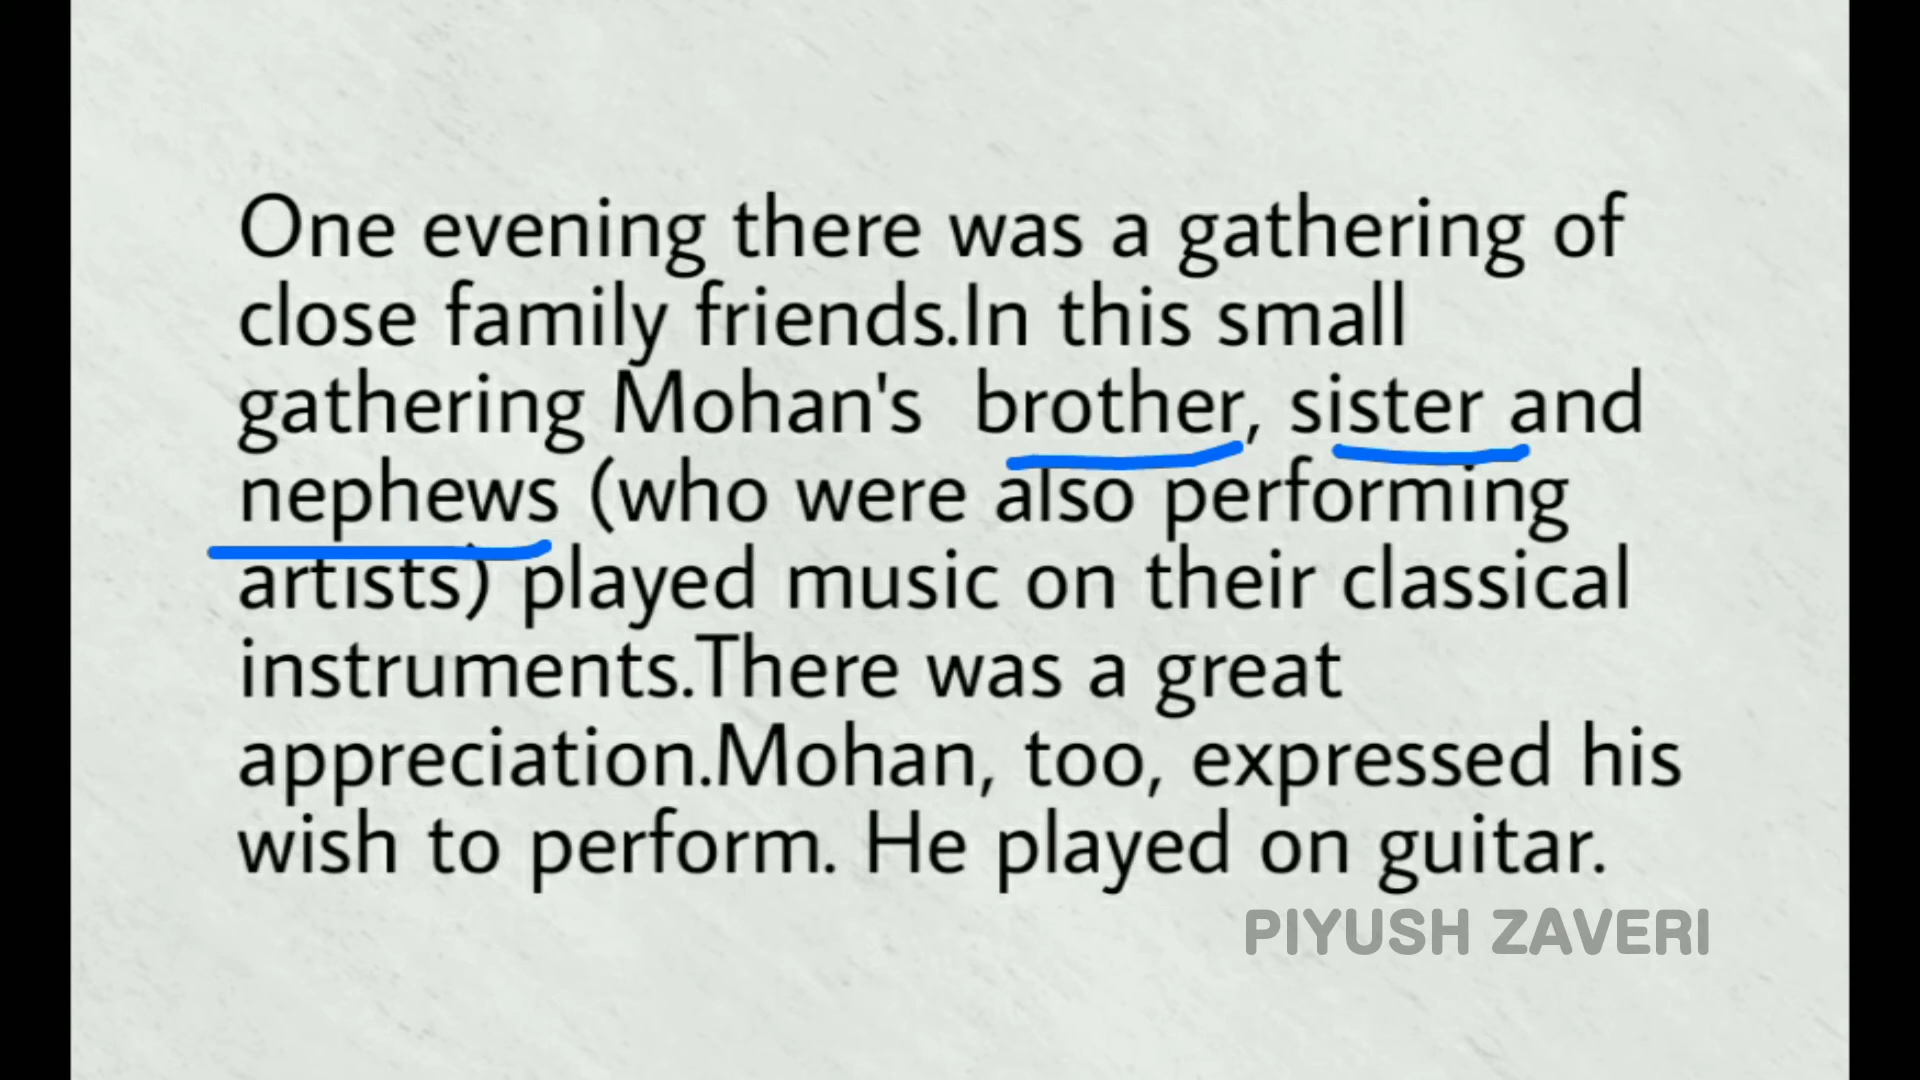 One evening there was a gathering of
close family friends.In this small
gathering Mohan's  brother, sister and
nephews (who were also performing
artists) played music on their classical
instruments.There was a great
appreciation.Mohan, too, expressed his
wish to perform. He played on guitar.
PIYUSH ZAVERI